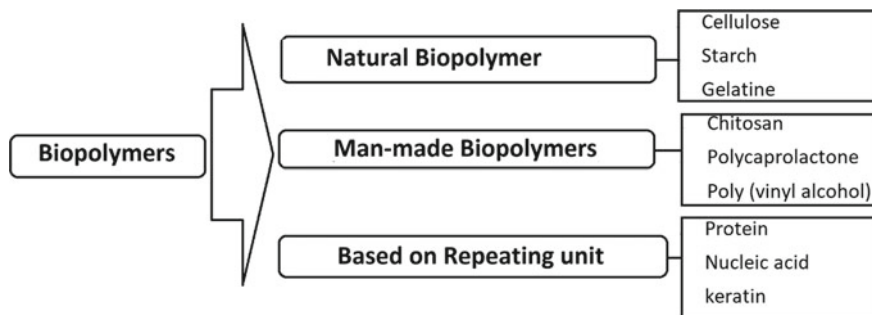 Biopolymers
Natural Biopolymer
Cellulose
Starch
Gelatine
Man-made Biopolymers
Chitosan
Polycaprolactone
Poly (vinyl alcohol)
Based on Repeating unit
Protein
Nucleic acid
keratin